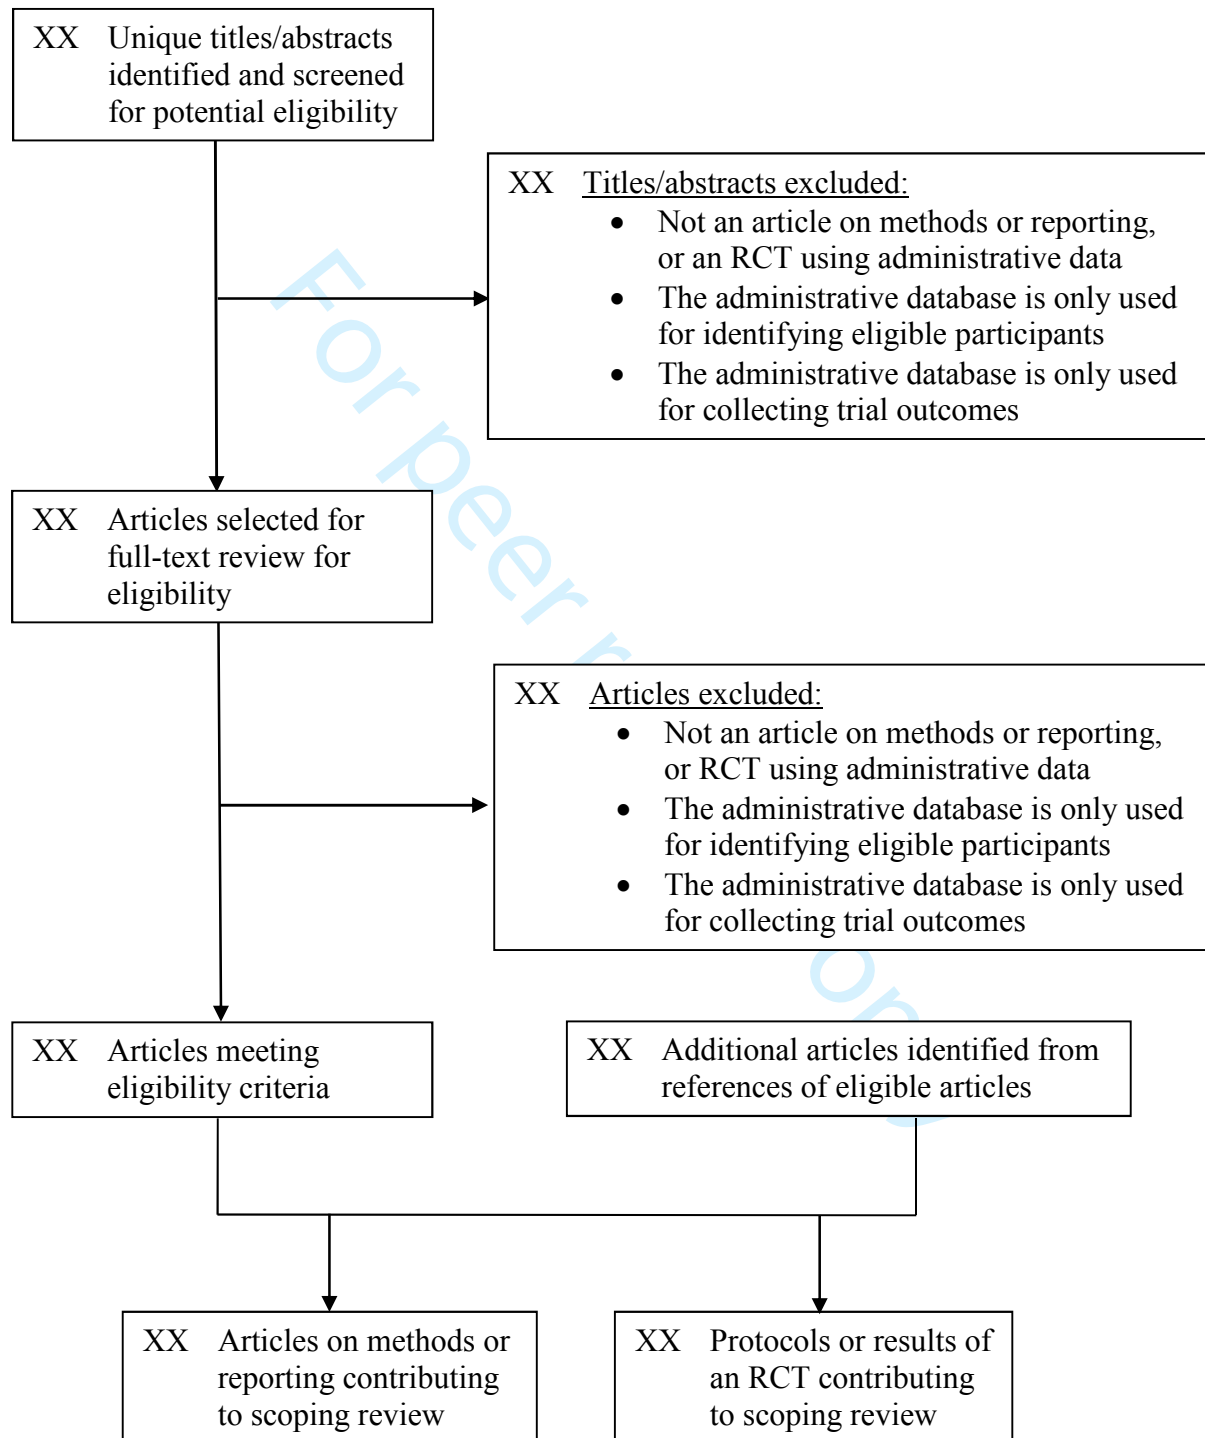 XX Unique titles/abstracts
identified and screened
for potential eligibility
XX Titles/abstracts excluded:
• Not an article on methods or reporting,
or an RCT using administrative data
• The administrative database is only used
for identifying eligible participants
• The administrative database is only used
for collecting trial outcomes
XX Articles selected for
full-text review for
eligibility
XX Articles excluded:
• Not an article on methods or reporting,
or RCT using administrative data
• The administrative database is only used
for identifying eligible participants
• The administrative database is only used
for collecting trial outcomes
XX Articles meeting
eligibility criteria
XX Additional articles identified from
references of eligible articles
XX Articles on methods or
reporting contributing
to scoping review
XX Protocols or results of
an RCT contributing
to scoping review
For peer